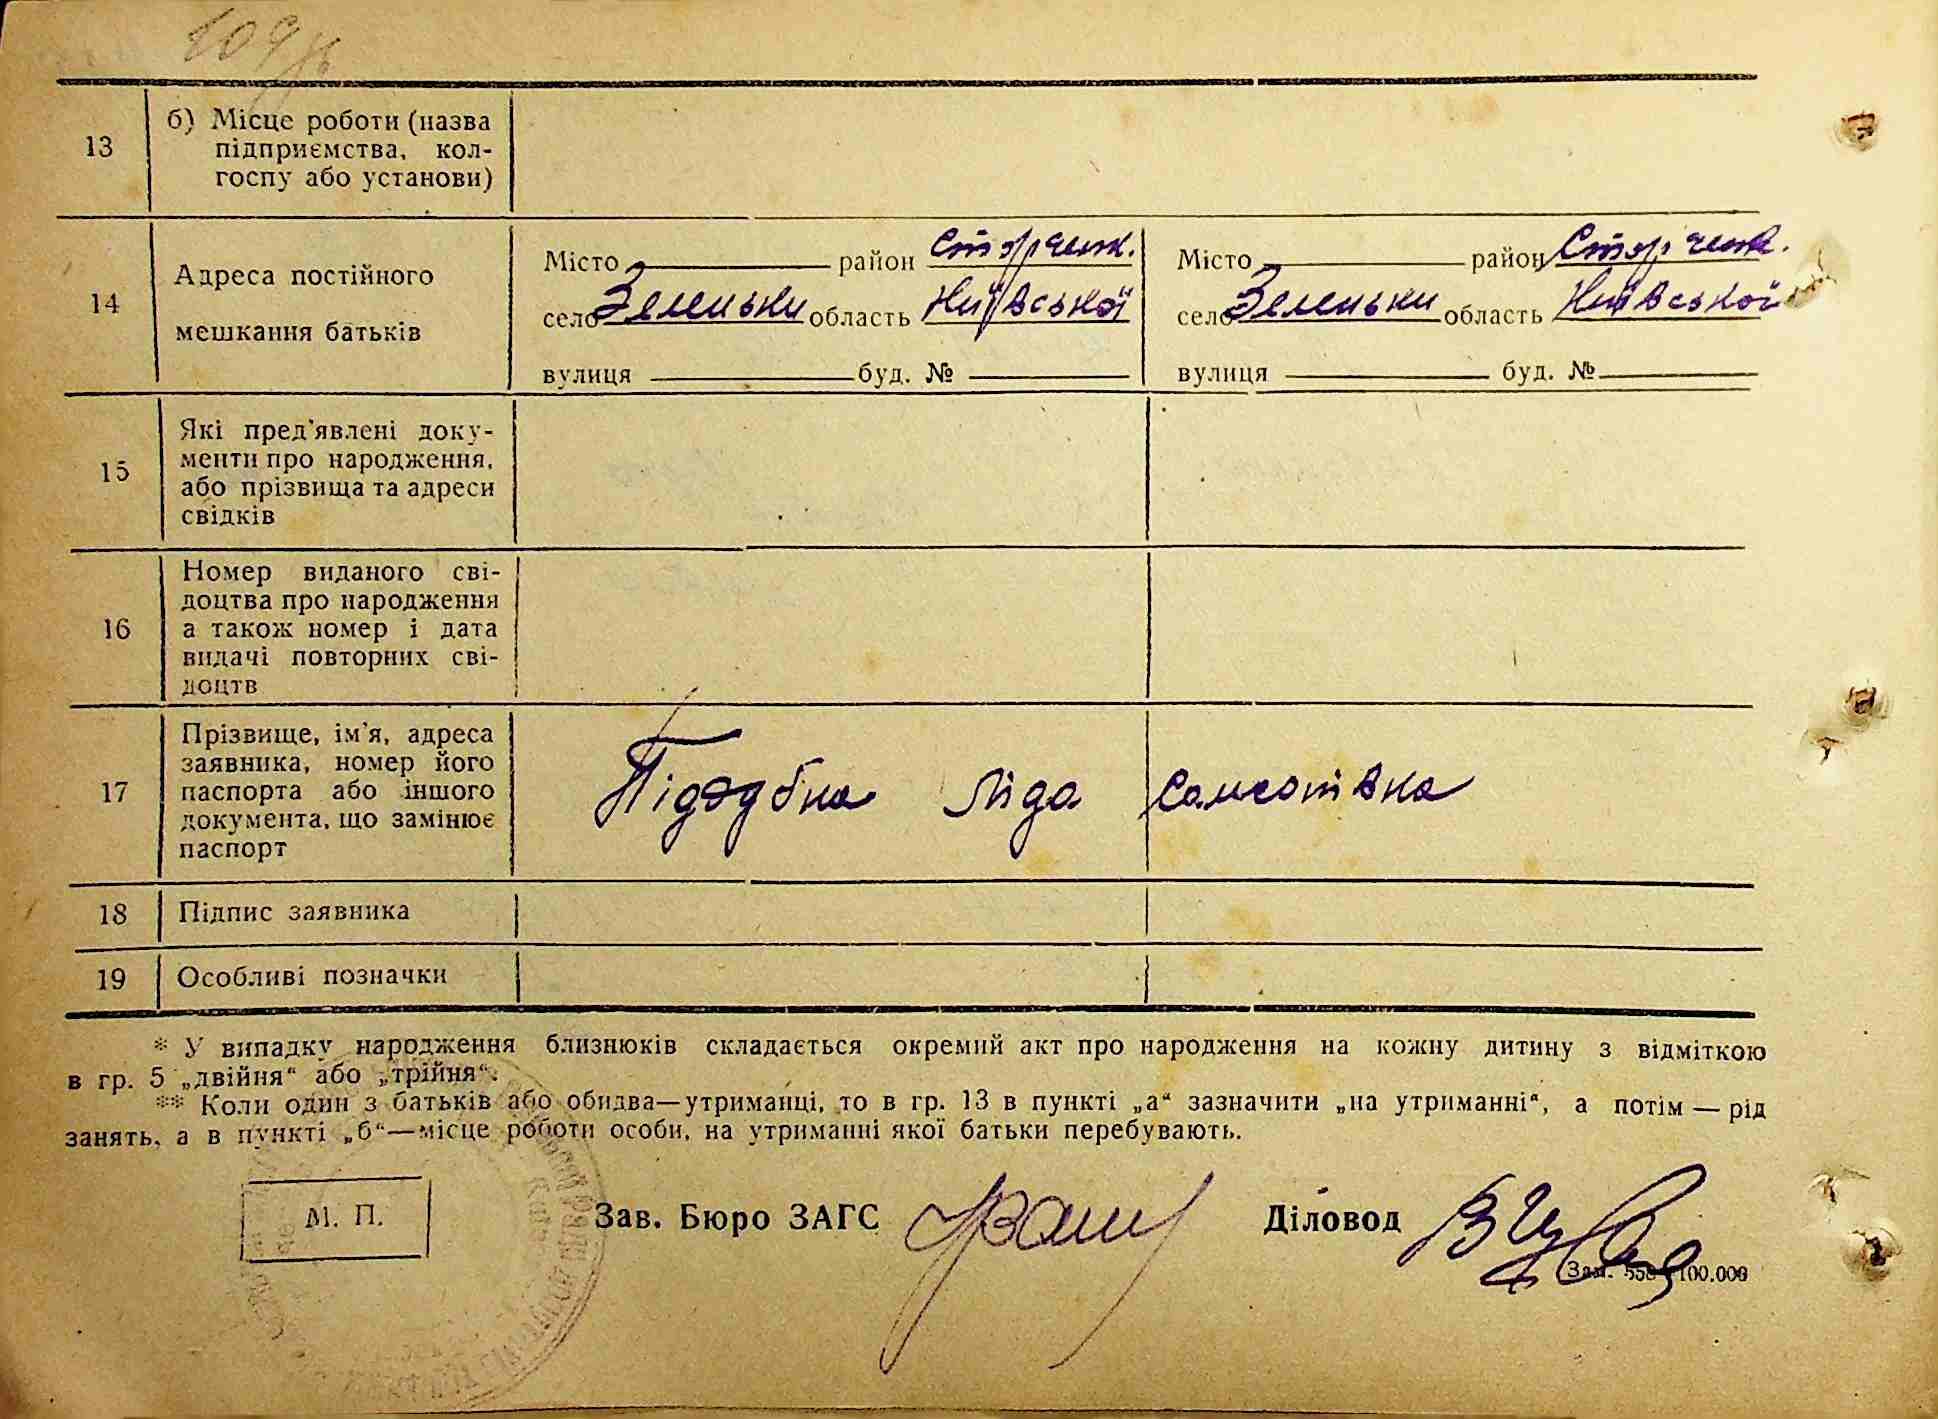 13
б) Місце роботи (назва
підприємства, кол-
госпу або установи)
14
Адреса постійного
мешкання батьків
Місто район
село Зеленьки область Київської
вулиця буд. №
Місто район
село Зеленьки область Київської
вулиця буд. №
15
Які пред'явлені доку-
менти про народження,
або прізвища та адреси
свідків
16
Номер виданого сві-
доцтва про народження
а також номер і дата
видачі повторних сві-
доцтв
17
Прізвище, ім'я, адреса
заявника, номер його
паспорта або іншого
документа, що замінює
паспорт
Піддубна Ліда
18
Підпис заявника
19
Особливі позначки
* У випадку народження близнюків складається окремий акт про народження на кожну дитину з відміткою
в гр. 5 „двійня“ або „трійня“.
** Коли один з батьків або обидва—утриманці, то в гр. 13 в пункті „а“ зазначити „на утриманні“, а потім — рід
занять, а в пункті „б“—місце роботи особи, на утриманні якої батьки перебувають.
М. П.
Зав. Бюро ЗАГС
Діловод
100.000